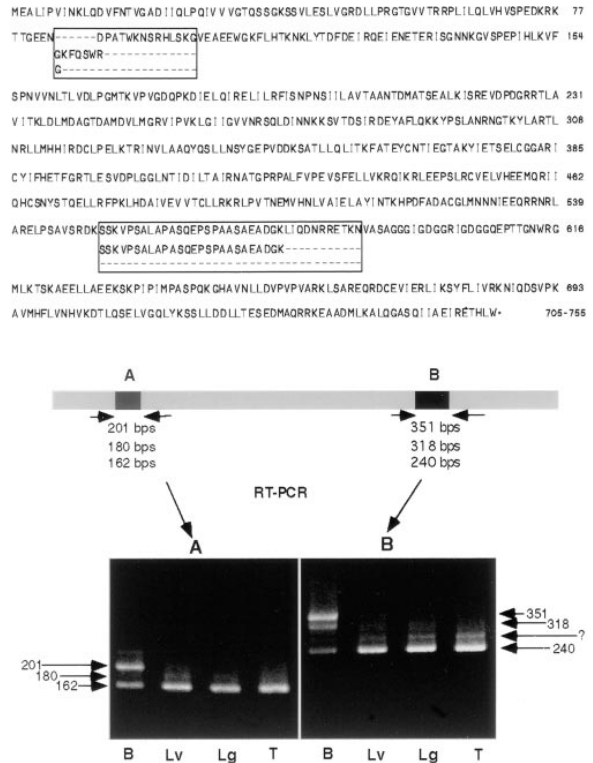 MEALIPVINKLQDVFNTVGADIIQLPQIVVVGTQSSGKSSVLESLVGRDLLPRGTGVVTRRPLILQLVHVSPEDKRK 77
TTGEEN------DPATWKNSRHLSKGVEAEEWGKFLHTKNKLYTDFDEIRQEIENETERISGNNKGVSPEPIHLKVF 154
GKFQSWR--------------
G--------------------
SPNVVNLTLVDLPGMTKVPVGDQPKDIELQIRELILRFISNPNSIILAVTAANTDMATSEALKISREVDPDGRRTLA 231
VITKLDLMDAGTDAMDVLMGRVIPVKLGIIGVVNRSQLDINNKKSVTDSIRDEYAFLQKKYPSLANRNGTKYLARTL 308
NRLLMHHIRDCLPELKTRINVLAAQYQSLLNSYGEPVDDKSATLLQLITKFATEYCNTIEGTAKYIETSELCGGARI 385
CYIFHETFGRTLESVDPLGGLNTIDILTAIRNATGPRPALFVPEVSFELLVKRQIKRLEEPSLRCVELVHEEMQRII 462
QHCSNYSTQELLRFPKLHDAIVEVVTCLLRKRLPVTNEMVHNLVAIELAYINTKHPDFADACGLMNNNIEEQRRNRL 539
ARELPSAVSRDKSSKVPSALAPASQEPSPAASAEADGKLIQDNRRETKNVASAGGGIGDGGRIGDGGQEPTTGNWRG 616
SSKVPSALAPASQEPSPAASAEADGK-----------
-------------------------------------
MLKTSKAEELLAEEKSKPIPIMPASPQKGHAVNLLDVPVPVARKLSAREQRDCEVIERLIKSYFLIVRKNIQDSVPK 693
AVMHFLVNHVKDTLQSELVGQLYKSSLLDDLLTESEDMAQRRKEAADMLKALQGASQIIAEIRETHLW* 705-755
A B
201 bps 351 bps
180 bps 318 bps
162 bps 240 bps
RT-PCR
A B
201
180
162
351
318
?
240
B Lv Lg T B Lv Lg T